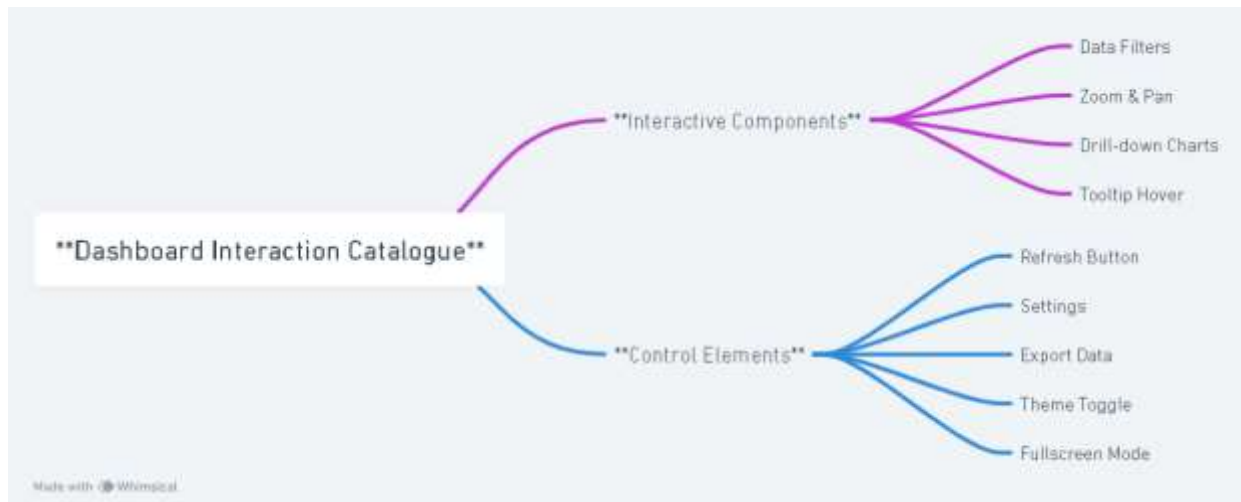 **Dashboard Interaction Catalogue**
**Interactive Components**
Data Filters
Zoom & Pan
Drill-down Charts
Tooltip Hover
**Control Elements**
Refresh Button
Settings
Export Data
Theme Toggle
Fullscreen Mode
Made with Whimsical